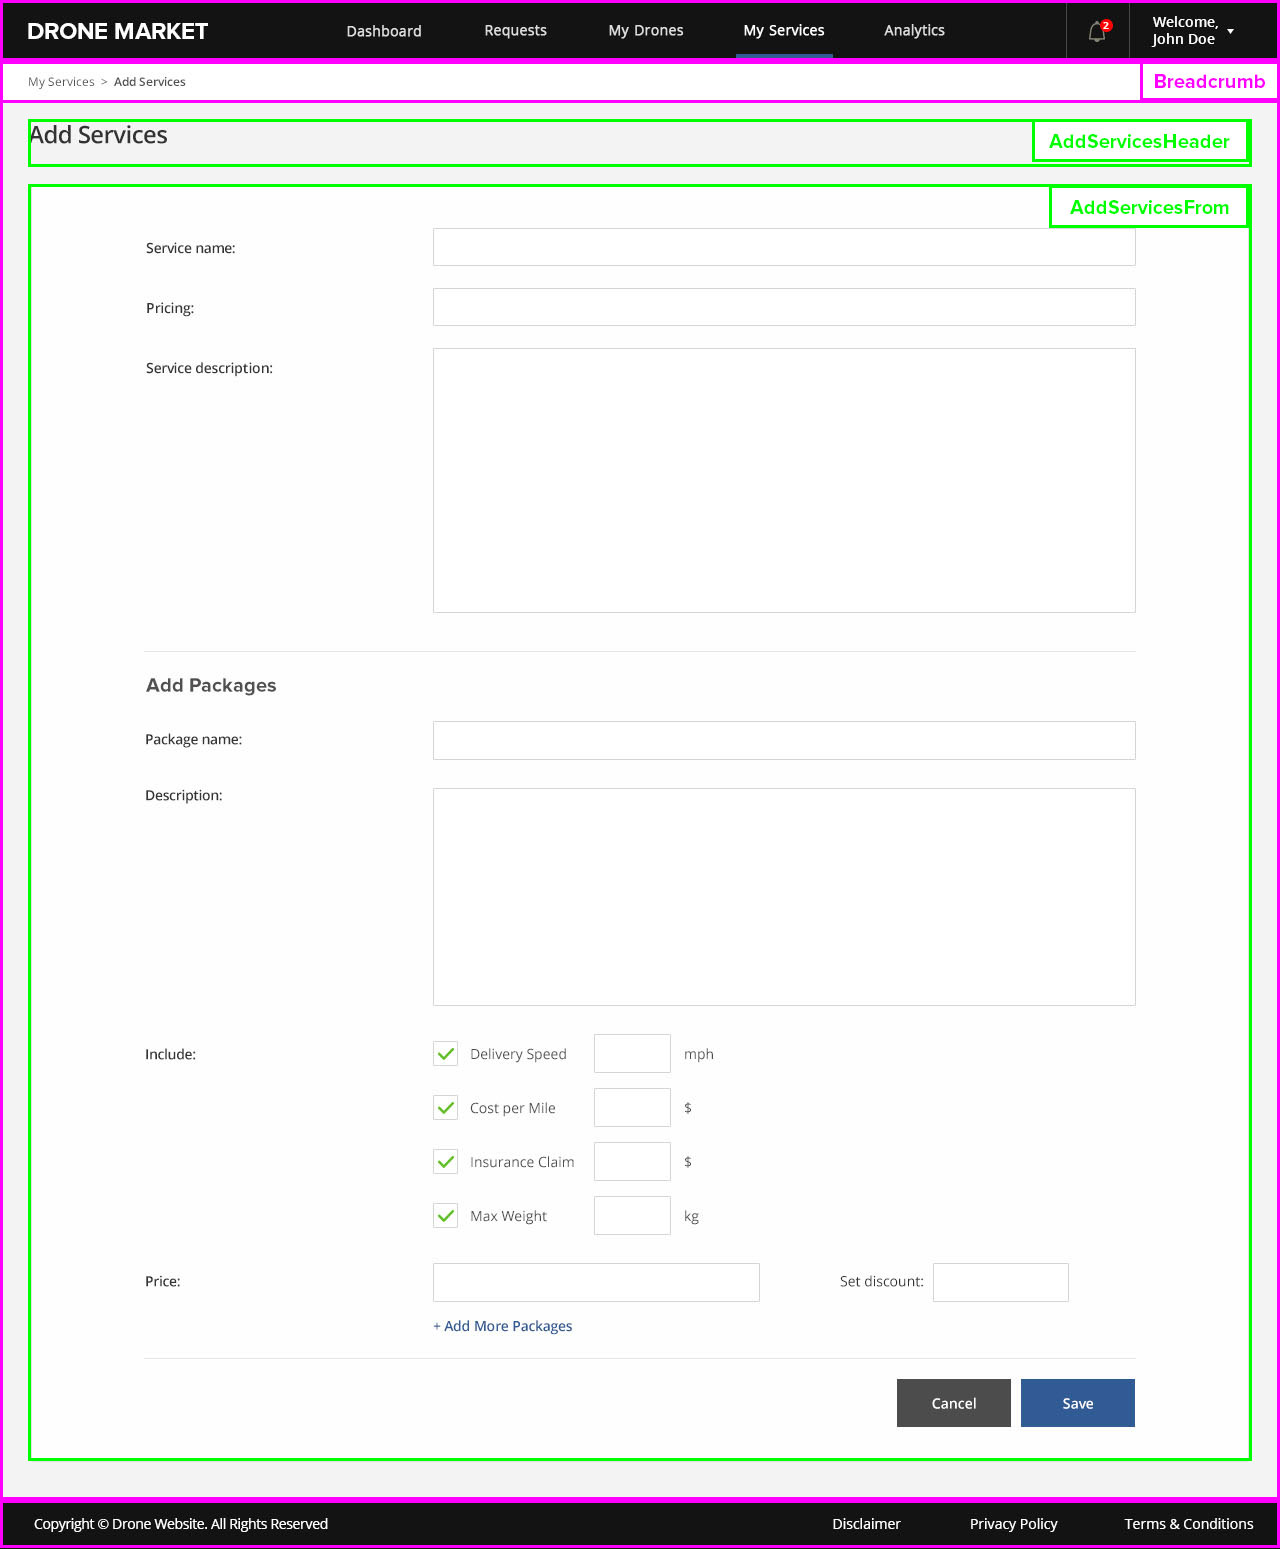 DRONE MARKET
Dashboard
Requests
My Drones
My Services
Analytics
2
Welcome,
John Doe
My Services > Add Services
Breadcrumb
Add Services
AddServicesHeader
AddServicesFrom
Service name:
Pricing:
Service description:
Add Packages
Package name:
Description:
Include:
Delivery Speed mph
Cost per Mile $
Insurance Claim $
Max Weight kg
Price:
Set discount:
+ Add More Packages
Cancel
Save
Copyright © Drone Website. All Rights Reserved
Disclaimer
Privacy Policy
Terms & Conditions